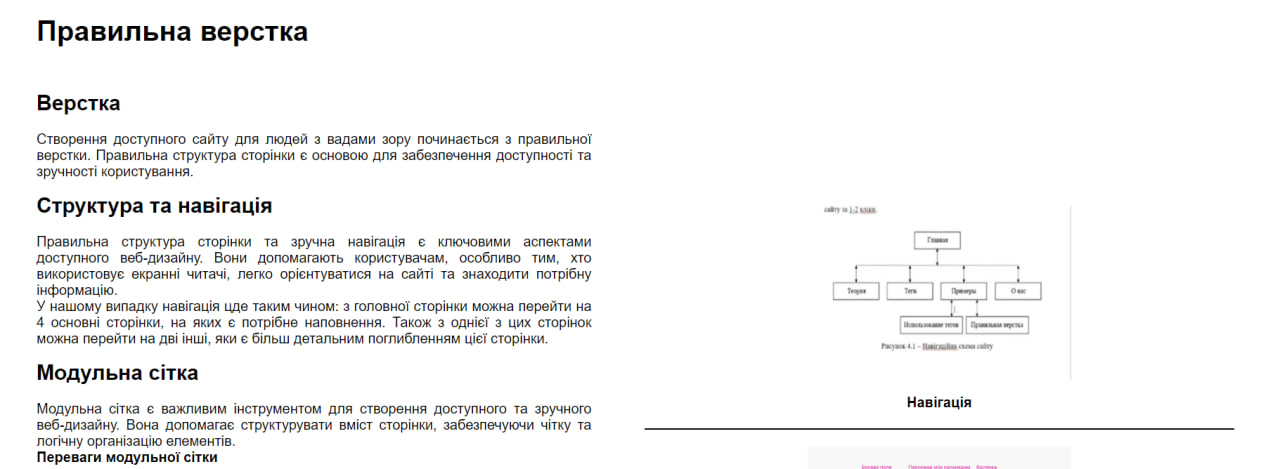 Правильна верстка
Верстка
Створення доступного сайту для людей з вадами зору починається з правильної
верстки. Правильна структура сторінки є основою для забезпечення доступності та
зручності користування.
Структура та навігація
Правильна структура сторінки та зручна навігація є ключовими аспектами
доступного веб-дизайну. Вони допомагають користувачам, особливо тим, хто
використовує екранні читачі, легко орієнтуватися на сайті та знаходити потрібну
інформацію.
У нашому випадку навігація цде таким чином: з головної сторінки можна перейти на
4 основні сторінки, на яких є потрібне наповнення. Також з однієї з цих сторінок
можна перейти на дві інші, яки є більш детальним поглибленням цієї сторінки.
Модульна сітка
Модульна сітка є важливим інструментом для створення доступного та зручного
веб-дизайну. Вона допомагає структурувати вміст сторінки, забезпечуючи чітку та
логічну організацію елементів.
Переваги модульної сітки
сайту за 1-2 кліки.
Главная
Теория
Теги
Примеры
О нас
Использование тегов
Правильная верстка
Рисунок 4.1 – Навігаційна схема сайту
Навігація
Бокове поле
Колонка